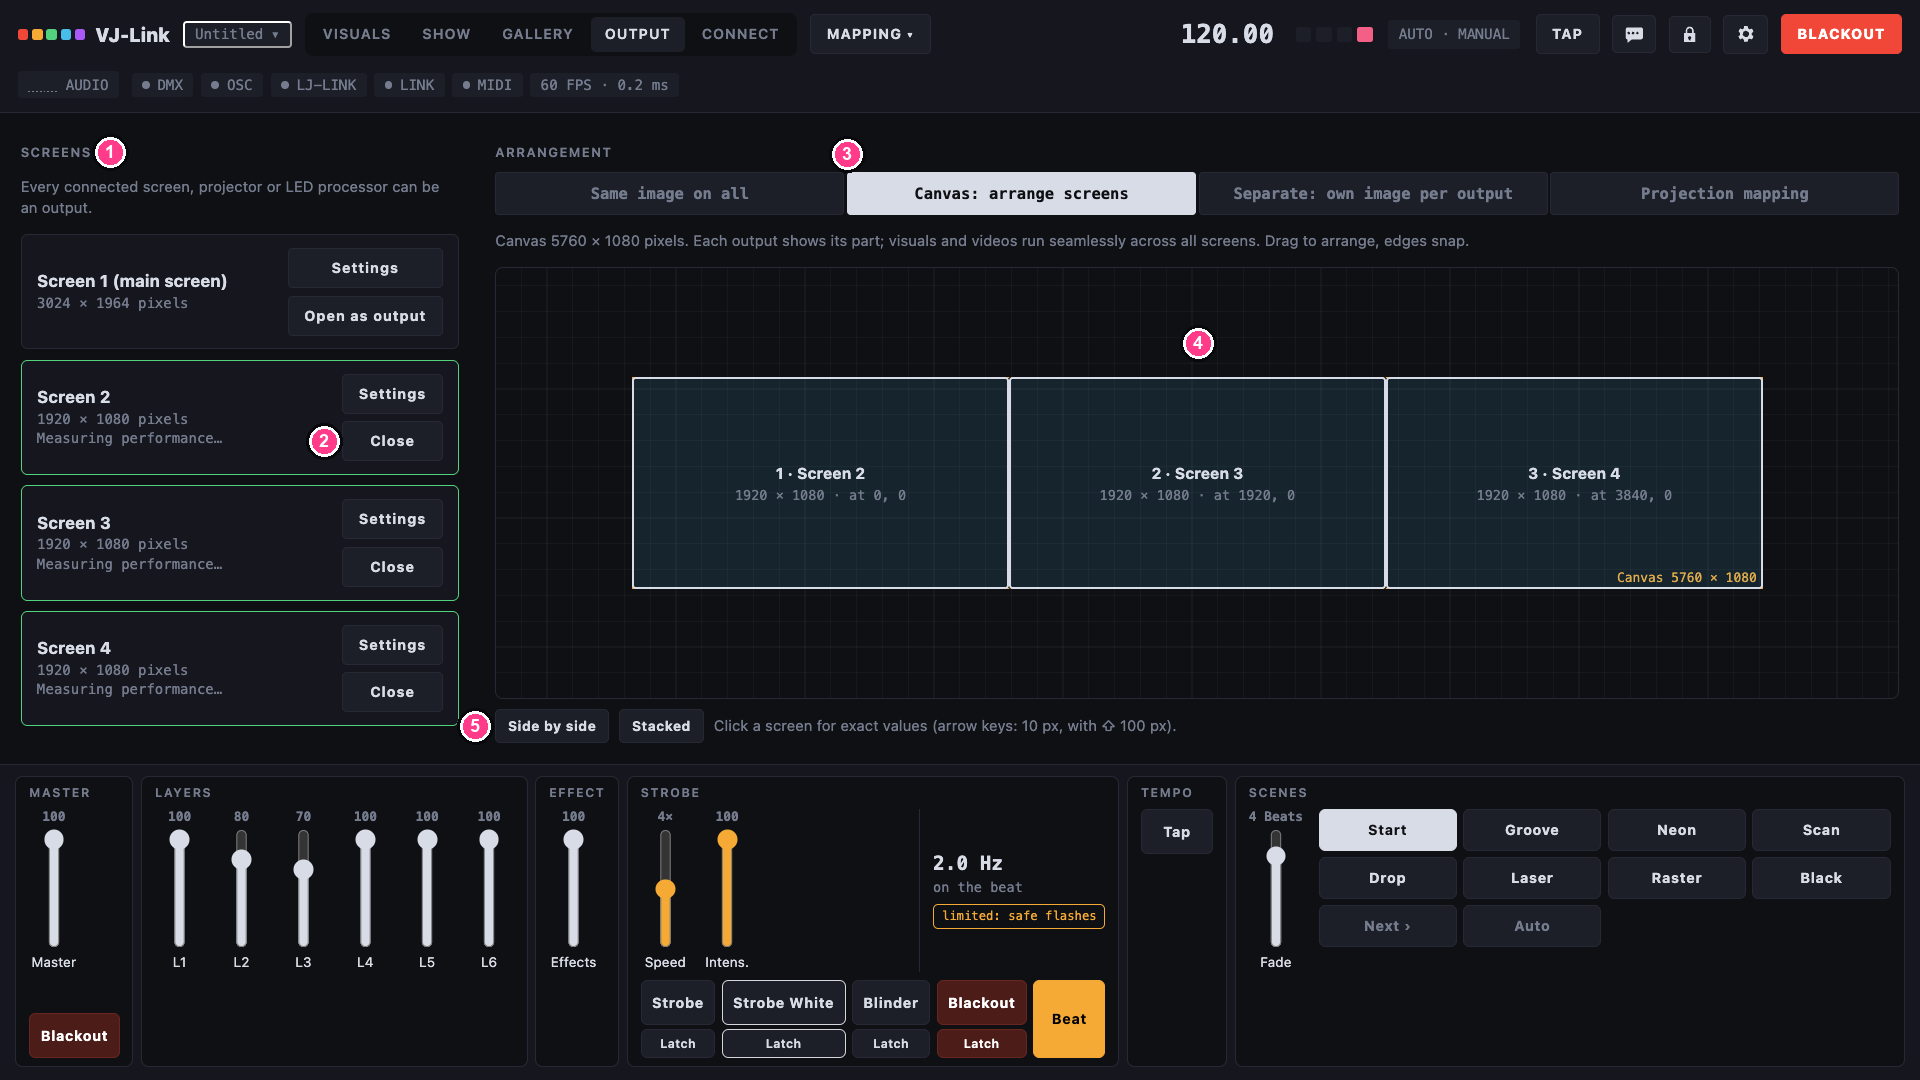 VJ-Link
Untitled ▾
VISUALS
SHOW
GALLERY
OUTPUT
CONNECT
MAPPING ▾
120.00
AUTO · MANUAL
TAP
BLACKOUT
AUDIO
DMX
OSC
LJ-LINK
LINK
MIDI
60 FPS · 0.2 ms
SCREENS
1
Every connected screen, projector or LED processor can be
an output.
Screen 1 (main screen)
3024 × 1964 pixels
Settings
Open as output
Screen 2
1920 × 1080 pixels
Measuring performance…
Settings
2
Close
Screen 3
1920 × 1080 pixels
Measuring performance…
Settings
Close
Screen 4
1920 × 1080 pixels
Measuring performance…
Settings
Close
ARRANGEMENT
3
Same image on all
Canvas: arrange screens
Separate: own image per output
Projection mapping
Canvas 5760 × 1080 pixels. Each output shows its part; visuals and videos run seamlessly across all screens. Drag to arrange, edges snap.
4
1 · Screen 2
1920 × 1080 · at 0, 0
2 · Screen 3
1920 × 1080 · at 1920, 0
3 · Screen 4
1920 × 1080 · at 3840, 0
Canvas 5760 × 1080
5
Side by side
Stacked
Click a screen for exact values (arrow keys: 10 px, with ⇧ 100 px).
MASTER
100
Master
Blackout
LAYERS
100 80 70 100 100 100
L1 L2 L3 L4 L5 L6
EFFECT
100
Effects
STROBE
4× 100
Speed Intens.
2.0 Hz
on the beat
limited: safe flashes
Strobe
Strobe White
Blinder
Blackout
Beat
Latch
Latch
Latch
Latch
TEMPO
Tap
SCENES
4 Beats
Fade
Start
Groove
Neon
Scan
Drop
Laser
Raster
Black
Next ›
Auto